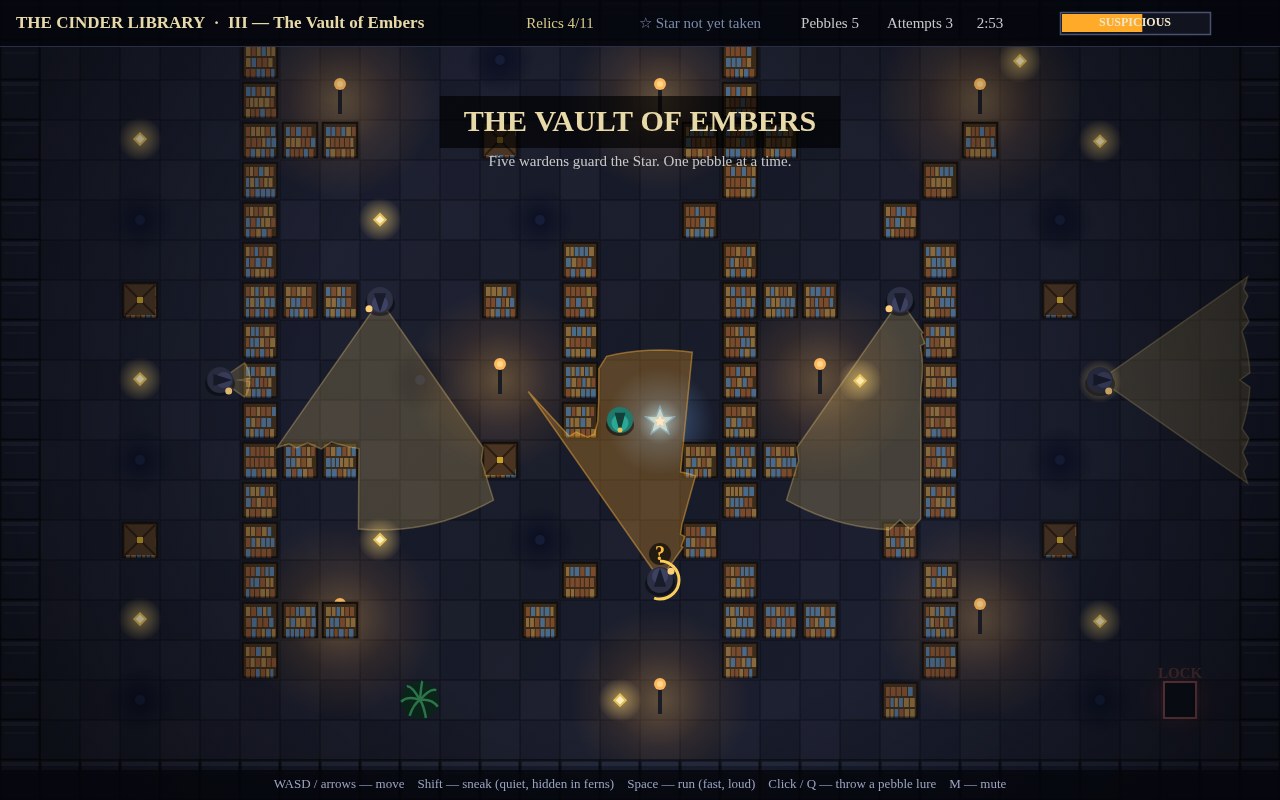 THE CINDER LIBRARY · III — The Vault of Embers
Relics 4/11
☆ Star not yet taken
Pebbles 5
Attempts 3
2:53
SUSPICIOUS
THE VAULT OF EMBERS
Five wardens guard the Star. One pebble at a time.
?
LOCK
WASD / arrows — move Shift — sneak (quiet, hidden in ferns) Space — run (fast, loud) Click / Q — throw a pebble lure M — mute